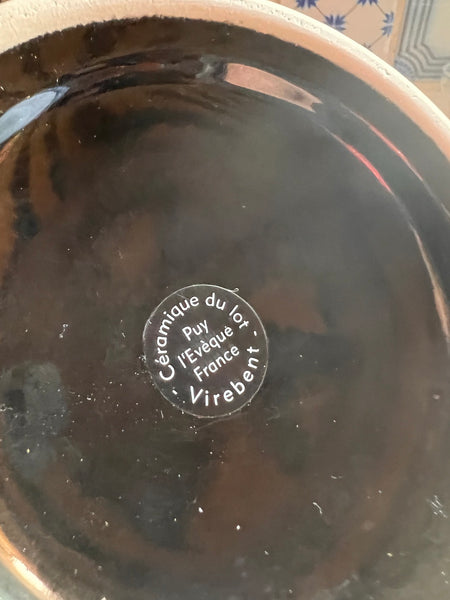 Céramique du lot -
Puy
l'Evèque
France
- Virebent